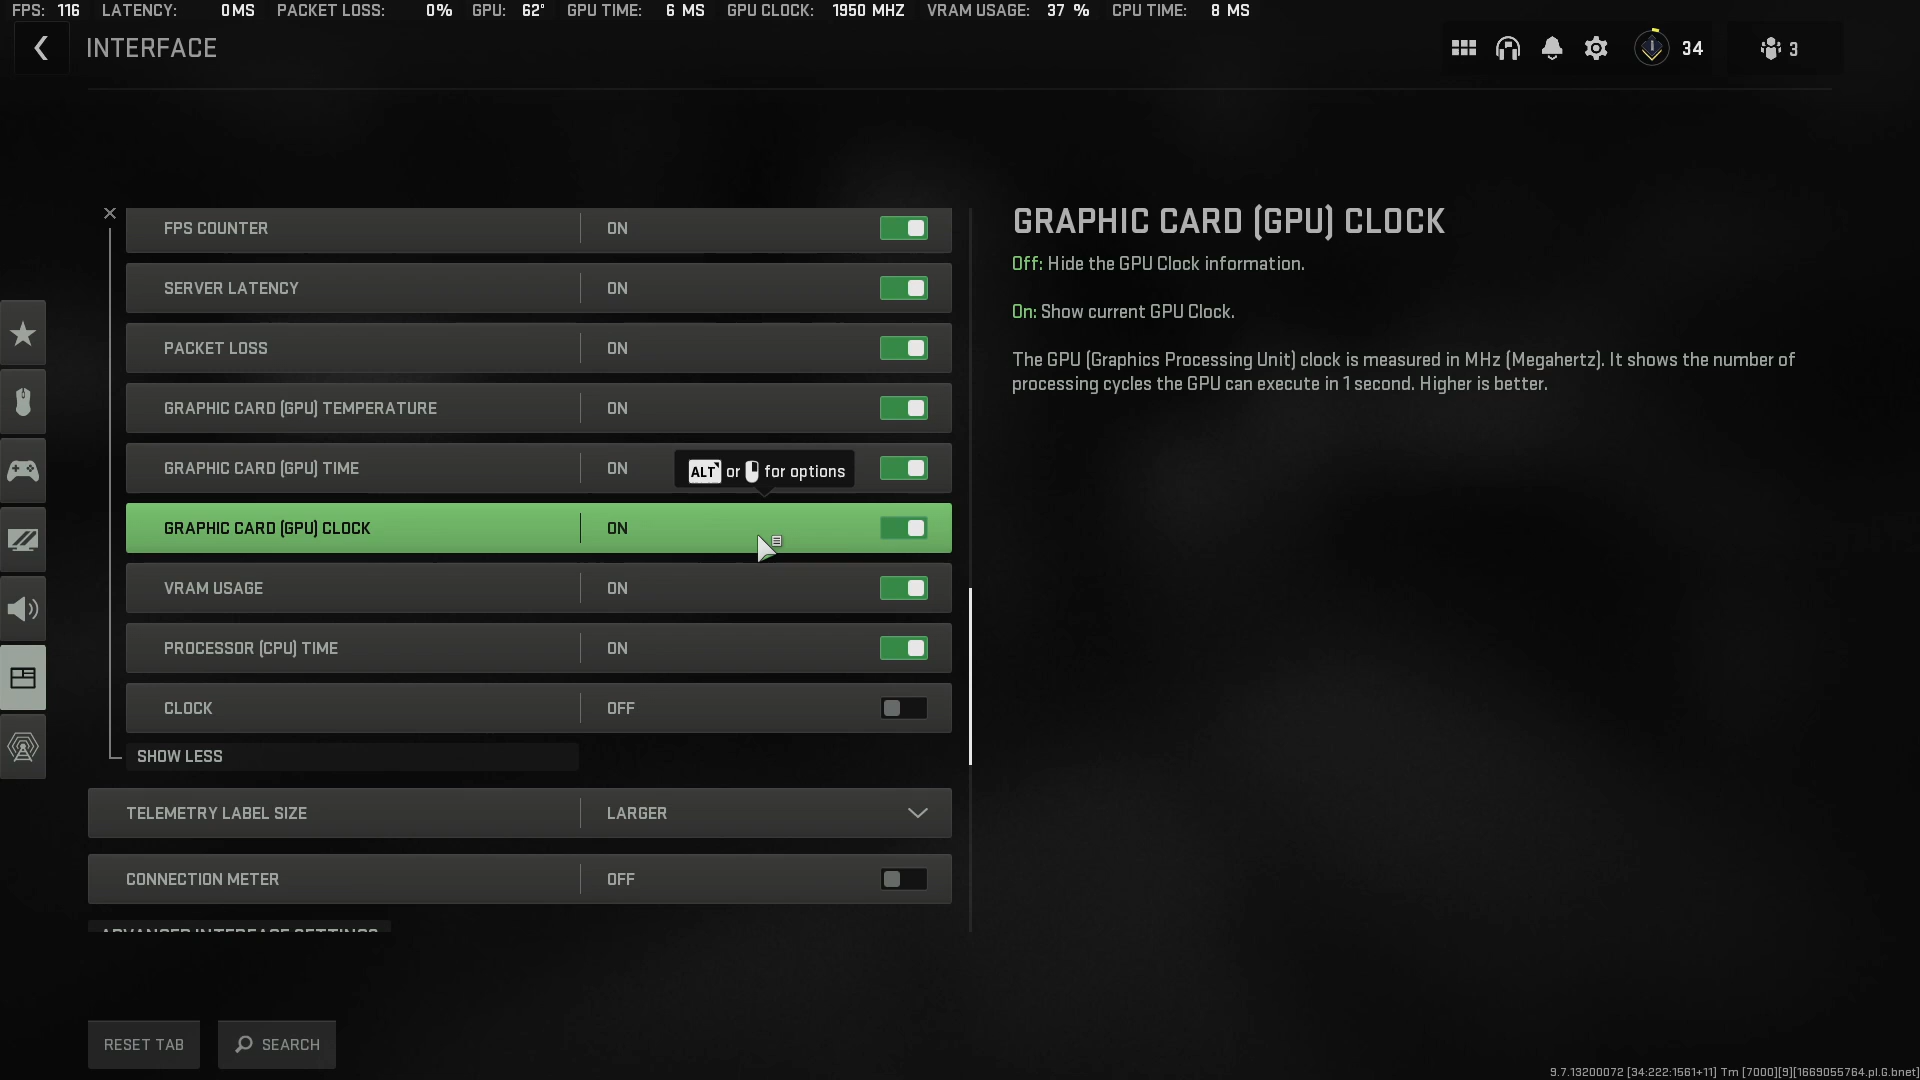 FPS: 116 LATENCY: 0 MS PACKET LOSS: 0% GPU: 62° GPU TIME: 6 MS GPU CLOCK: 1950 MHZ VRAM USAGE: 37 % CPU TIME: 8 MS
INTERFACE
34
3
FPS COUNTER ON
SERVER LATENCY ON
PACKET LOSS ON
GRAPHIC CARD (GPU) TEMPERATURE ON
GRAPHIC CARD (GPU) TIME ON
ALT or for options
GRAPHIC CARD (GPU) CLOCK ON
VRAM USAGE ON
PROCESSOR (CPU) TIME ON
CLOCK OFF
SHOW LESS
TELEMETRY LABEL SIZE LARGER
CONNECTION METER OFF
ADVANCED INTERFACE SETTINGS
GRAPHIC CARD (GPU) CLOCK
Off: Hide the GPU Clock information.
On: Show current GPU Clock.
The GPU (Graphics Processing Unit) clock is measured in MHz (Megahertz). It shows the number of
processing cycles the GPU can execute in 1 second. Higher is better.
RESET TAB SEARCH
9.7.13200072 [34:222:1561+11] Tm [7000][9][1669055764.pl.G.bnet]